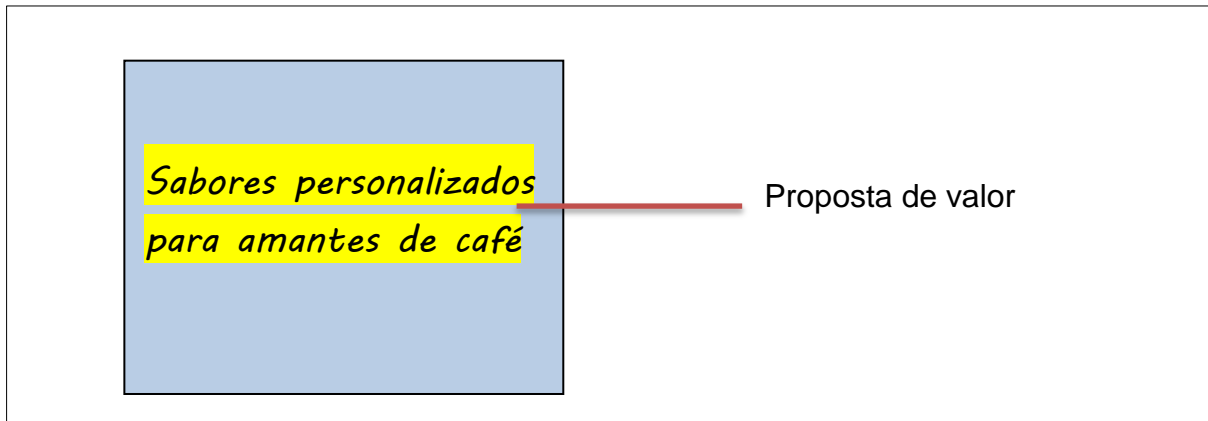 Sabores personalizados
para amantes de café
Proposta de valor